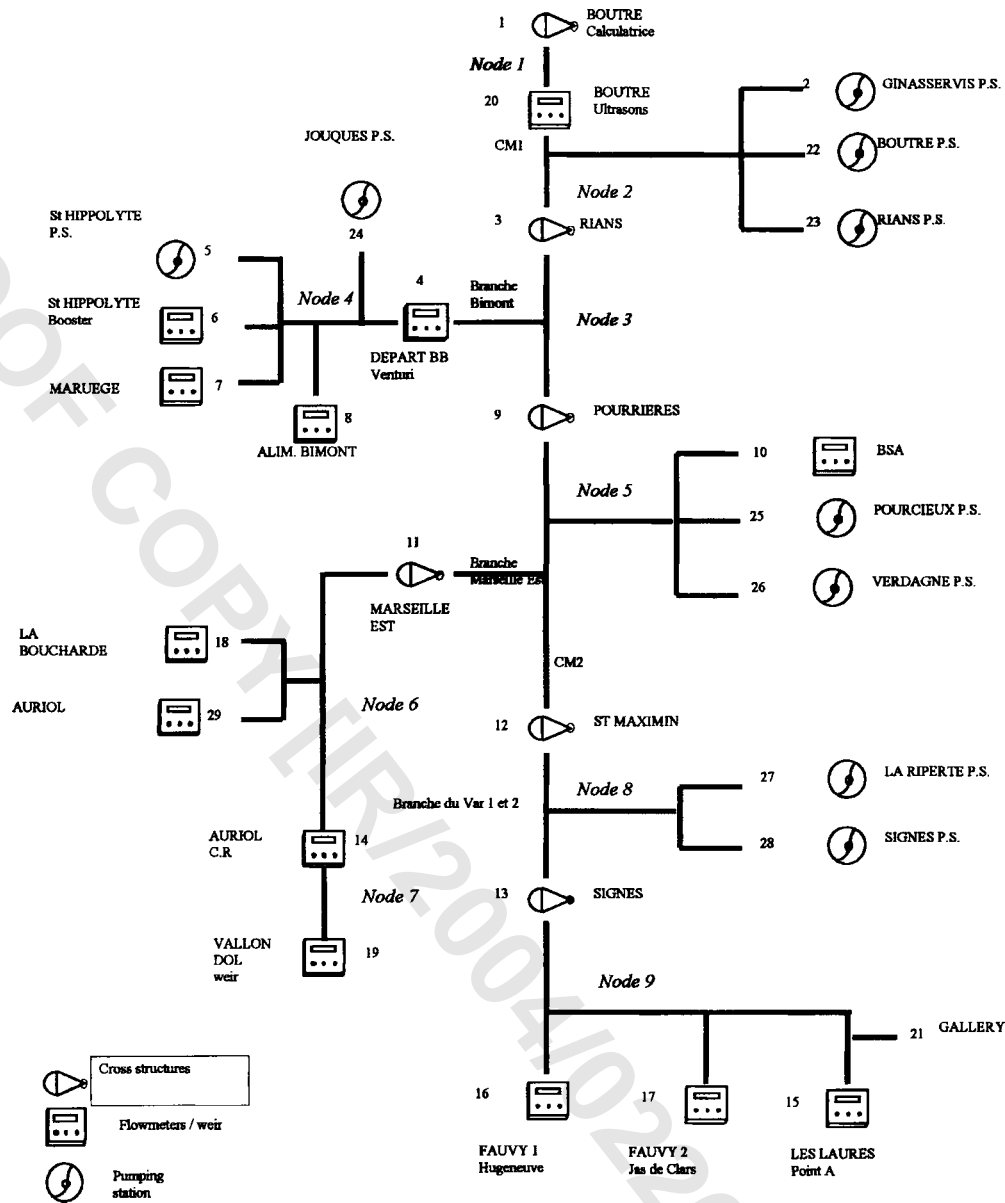 1
BOUTRE
Calculatrice
Node 1
20
BOUTRE
Ultrasons
2
GINASSERVIS P.S.
JOUQUES P.S.
CM1
22
BOUTRE P.S.
Node 2
St HIPPOLYTE
P.S.
5
24
3
RIANS
23
RIANS P.S.
4
Branche
Bimont
Node 4
St HIPPOLYTE
Booster
6
Node 3
DEPART BB
Venturi
MARUEGE
7
8
ALIM. BIMONT
9
POURRIERES
10
BSA
Node 5
25
POURCIEUX P.S.
11
Branche
Marseille Est
MARSEILLE
EST
26
VERDAGNE P.S.
LA
BOUCHARDE
18
CM2
AURIOL
29
Node 6
12
ST MAXIMIN
27
LA RIPERTE P.S.
Node 8
Branche du Var 1 et 2
AURIOL
C.R
14
28
SIGNES P.S.
Node 7
13
SIGNES
VALLON
DOL
weir
19
Node 9
21
GALLERY
Cross structures
16
17
15
Flowmeters / weir
FAUVY 1
Hugeneuve
FAUVY 2
Jas de Clars
LES LAURES
Point A
Pumping
station
OF COPY [IR/2004/022